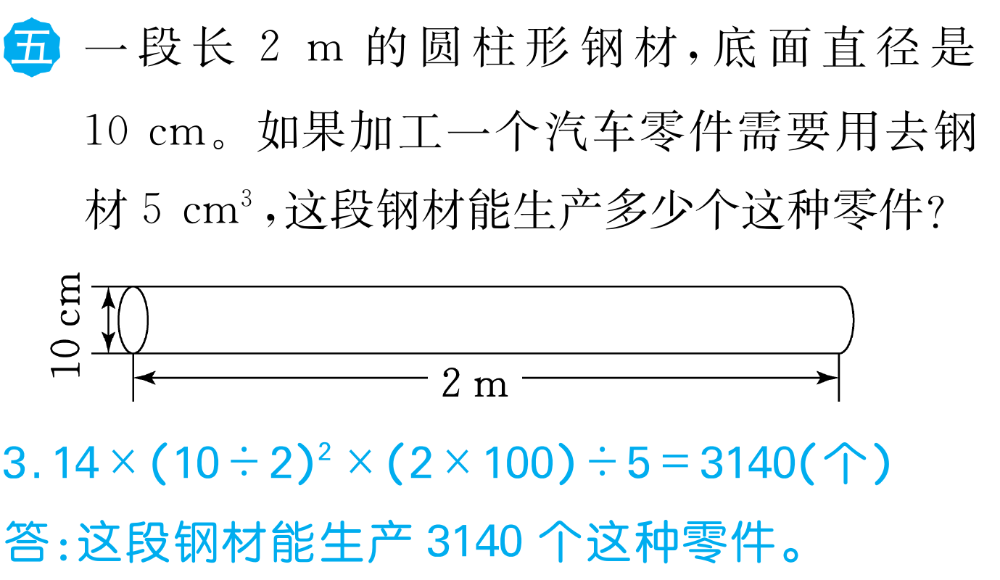 五 一段长 2 m 的圆柱形钢材,底面直径是
10 cm。如果加工一个汽车零件需要用去钢
材 5 cm³,这段钢材能生产多少个这种零件?
10 cm
2 m
3.14×(10÷2)²×(2×100)÷5=3140(个)
答:这段钢材能生产 3140 个这种零件。